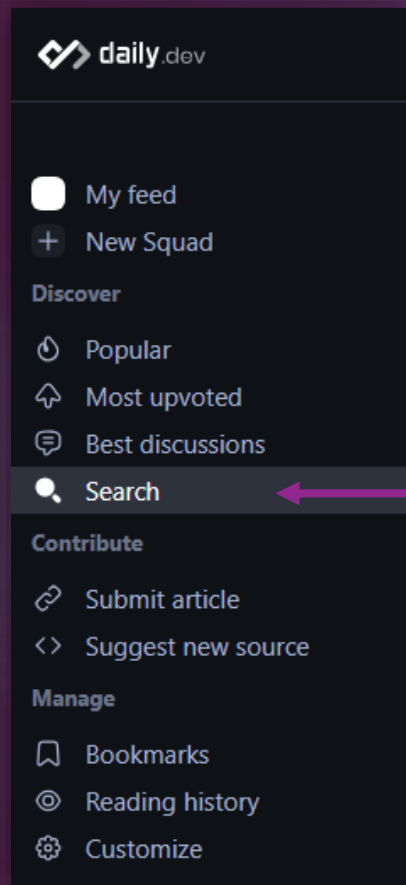 daily.dev
My feed
New Squad
Discover
Popular
Most upvoted
Best discussions
Search
Contribute
Submit article
Suggest new source
Manage
Bookmarks
Reading history
Customize